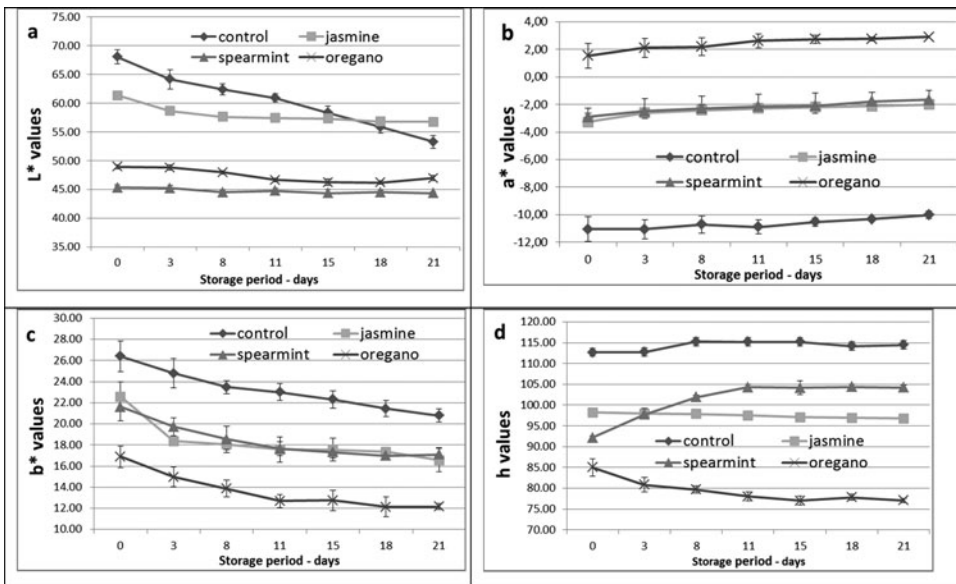 a
control jasmine
spearmint oregano
75.00
70.00
65.00
60.00
55.00
50.00
45.00
40.00
35.00
L* values
0 3 8 11 15 18 21
Storage period - days
b
4,00
2,00
0,00
-2,00
-4,00
-6,00
-8,00
-10,00
-12,00
a* values
control jasmine
spearmint oregano
0 3 8 11 15 18 21
Storage period - days
c
control jasmine
spearmint oregano
30.00
28.00
26.00
24.00
22.00
20.00
18.00
16.00
14.00
12.00
10.00
b* values
0 3 8 11 15 18 21
Storage period - days
d
120.00
115.00
110.00
105.00
100.00
95.00
90.00
85.00
80.00
75.00
70.00
h values
control jasmine
spearmint oregano
0 3 8 11 15 18 21
Storage period - days